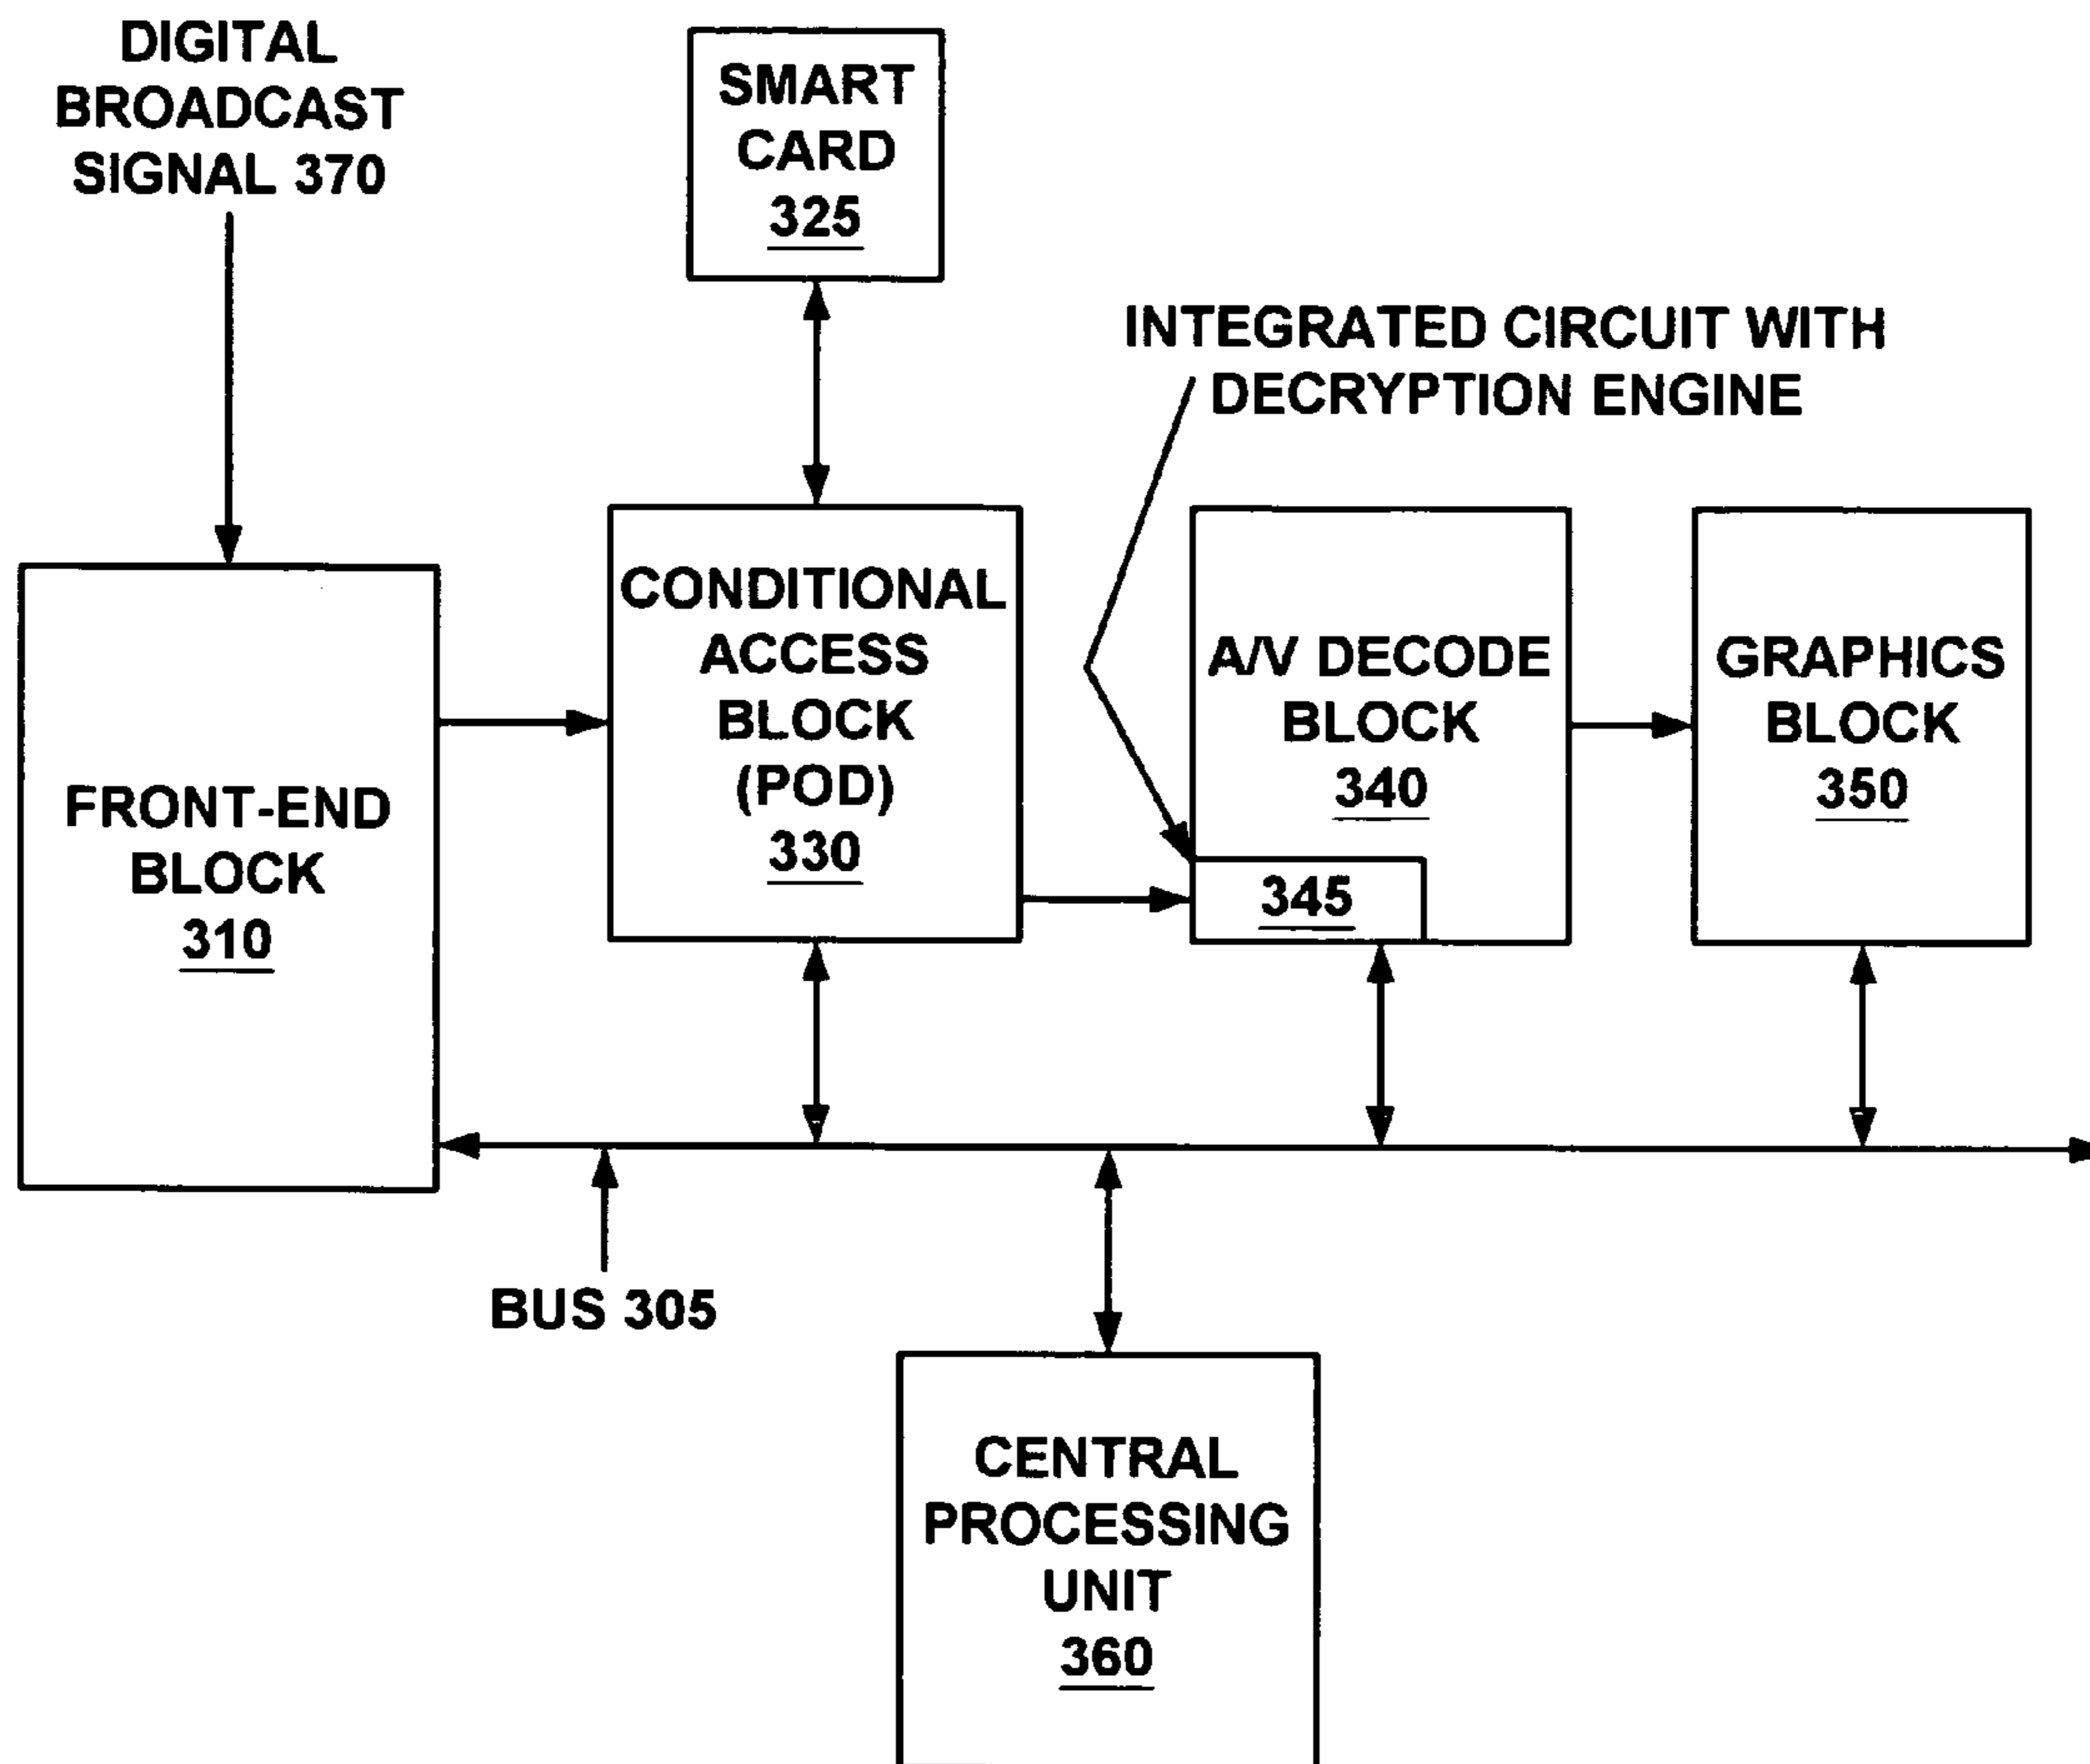 DIGITAL
BROADCAST
SIGNAL 370
SMART
CARD
325
INTEGRATED CIRCUIT WITH
DECRYPTION ENGINE
FRONT-END
BLOCK
310
CONDITIONAL
ACCESS
BLOCK
(POD)
330
A/V DECODE
BLOCK
340
345
GRAPHICS
BLOCK
350
BUS 305
CENTRAL
PROCESSING
UNIT
360